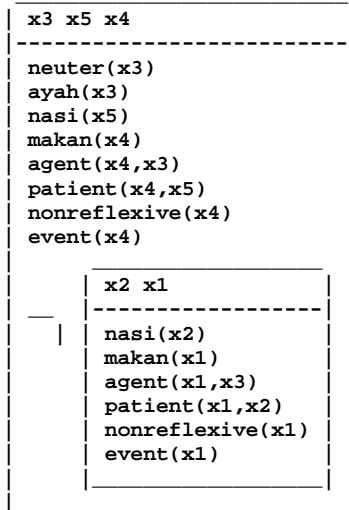 x3 x5 x4
neuter(x3)
ayah(x3)
nasi(x5)
makan(x4)
agent(x4,x3)
patient(x4,x5)
nonreflexive(x4)
event(x4)
x2 x1
nasi(x2)
makan(x1)
agent(x1,x3)
patient(x1,x2)
nonreflexive(x1)
event(x1)